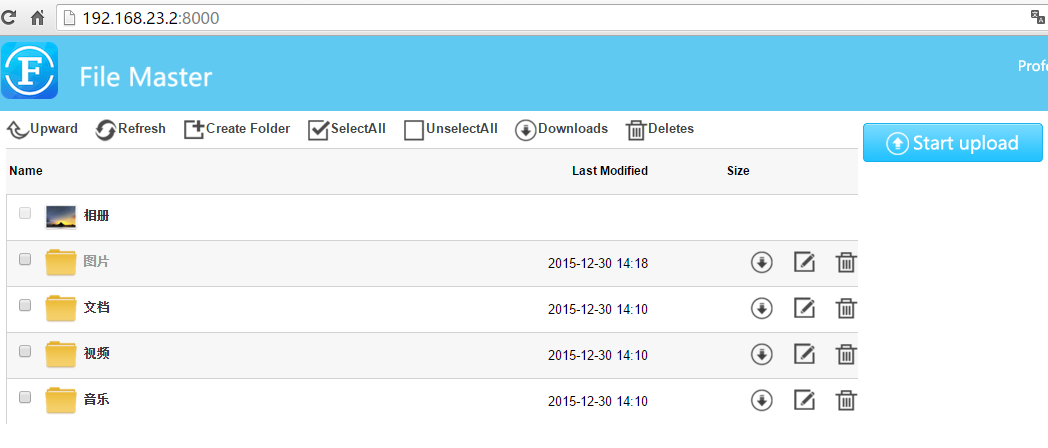 192.168.23.2:8000
F File Master
Upward Refresh Create Folder SelectAll UnselectAll Downloads Deletes
Start upload
Name Last Modified Size
相册
图片 2015-12-30 14:18
文档 2015-12-30 14:10
视频 2015-12-30 14:10
音乐 2015-12-30 14:10